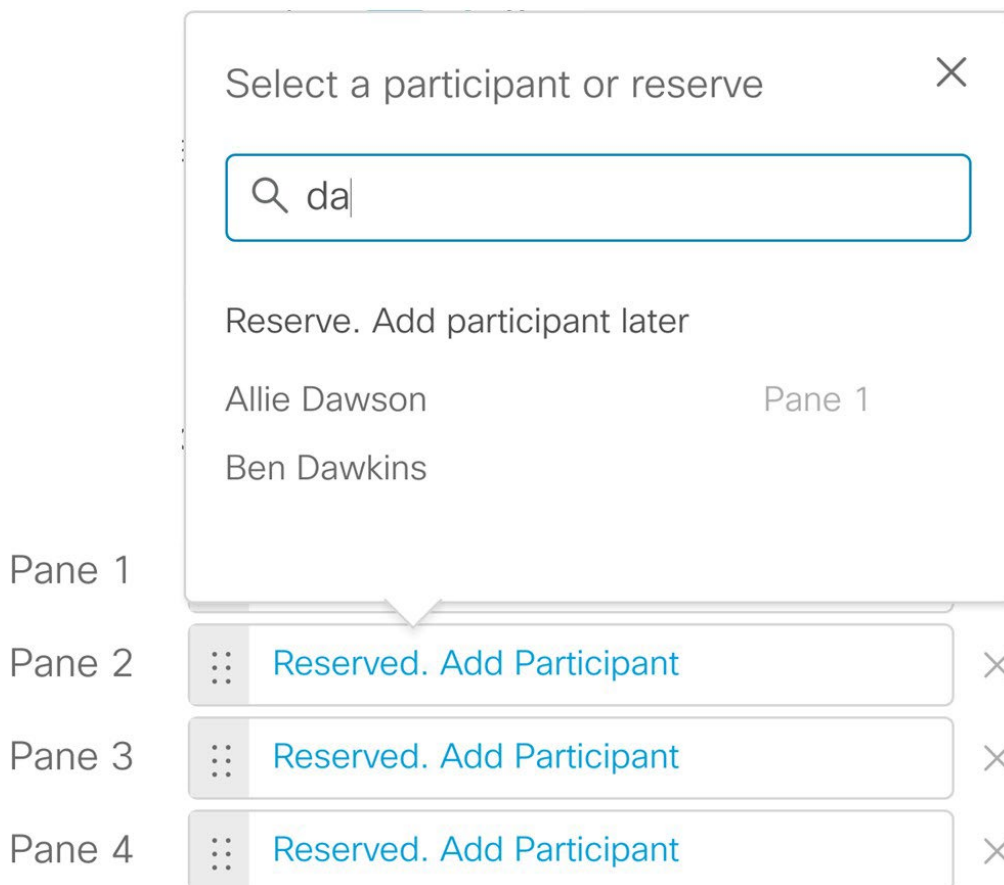 Select a participant or reserve
da
Reserve. Add participant later
Allie Dawson Pane 1
Ben Dawkins
Pane 1
Pane 2 Reserved. Add Participant
Pane 3 Reserved. Add Participant
Pane 4 Reserved. Add Participant